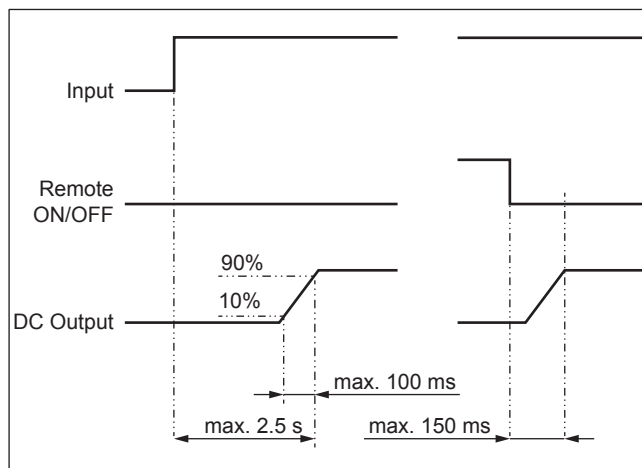 Input
Remote
ON/OFF
90%
10%
DC Output
max. 100 ms
max. 2.5 s
max. 150 ms